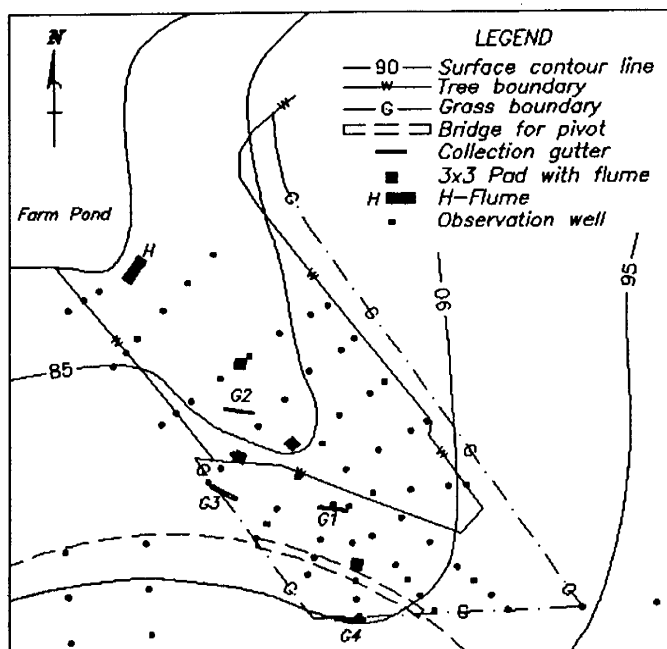 N
LEGEND
90 Surface contour line
W Tree boundary
G Grass boundary
Bridge for pivot
Collection gutter
3x3 Pad with flume
H H-Flume
Observation well
W
Farm Pond
G
H
W
G
90
95
W
85
G2
G
W
G
W
G3
G1
G
G
G
G4